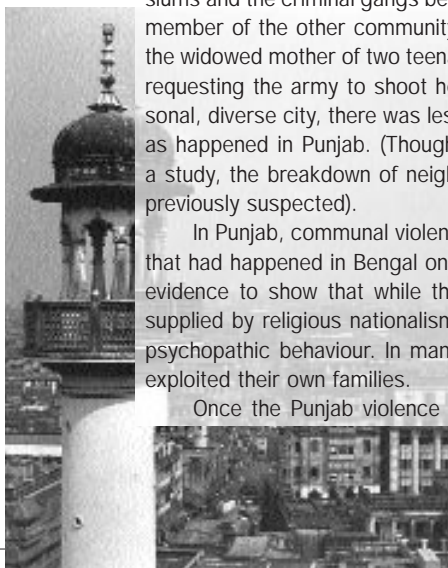 slums and the criminal gangs be
member of the other community
the widowed mother of two teen
requesting the army to shoot he
sonal, diverse city, there was les
as happened in Punjab. (Though
a study, the breakdown of neigh
previously suspected).
In Punjab, communal violen
that had happened in Bengal on
evidence to show that while th
supplied by religious nationalism
psychopathic behaviour. In man
exploited their own families.
Once the Punjab violence